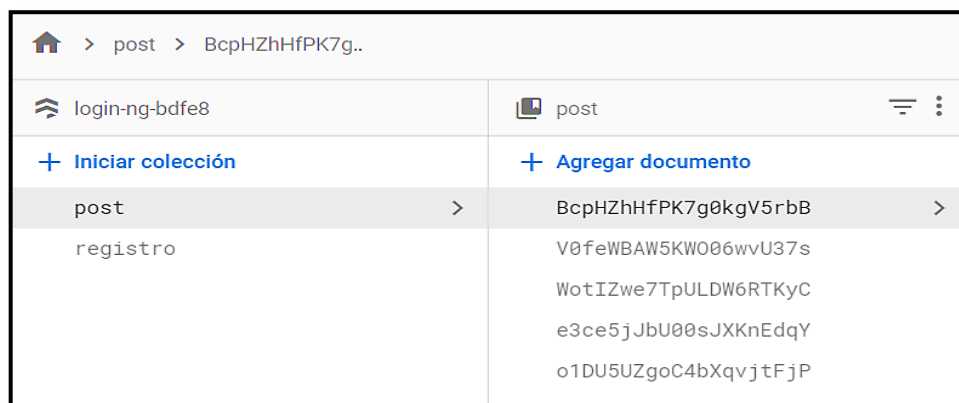 post > BcpHZhHfPK7g..
login-ng-bdfe8
post
+ Iniciar colección
+ Agregar documento
post
registro
BcpHZhHfPK7g0kgV5rbB
V0feWBAW5KWO06wvU37s
WotIZwe7TpULDW6RTKyC
e3ce5jJbU00sJXKnEdqY
o1DU5UZgoC4bXqvjtFjP